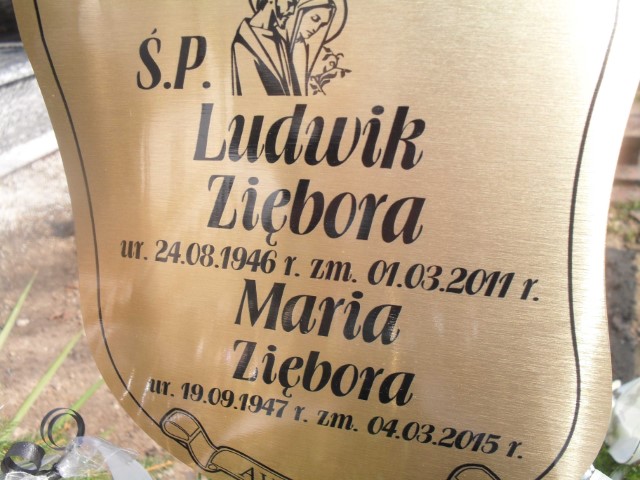 Ś.P.
Ludwik
Ziębora
ur. 24.08.1946 r. zm. 01.03.2011 r.
Maria
Ziębora
ur. 19.09.1947 r. zm. 04.03.2015 r.